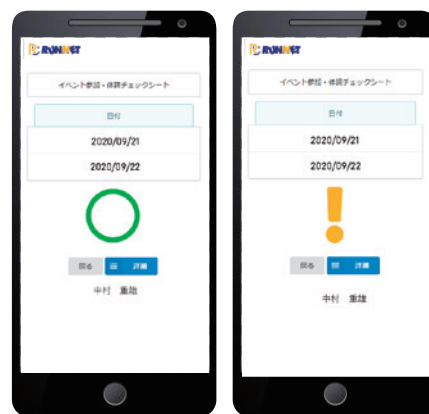 RUNNET
イベント参加・体調チェックシート
日付
2020/09/21
2020/09/22
戻る 詳細
中村 重雄
RUNNET
イベント参加・体調チェックシート
日付
2020/09/21
2020/09/22
戻る 詳細
中村 重雄